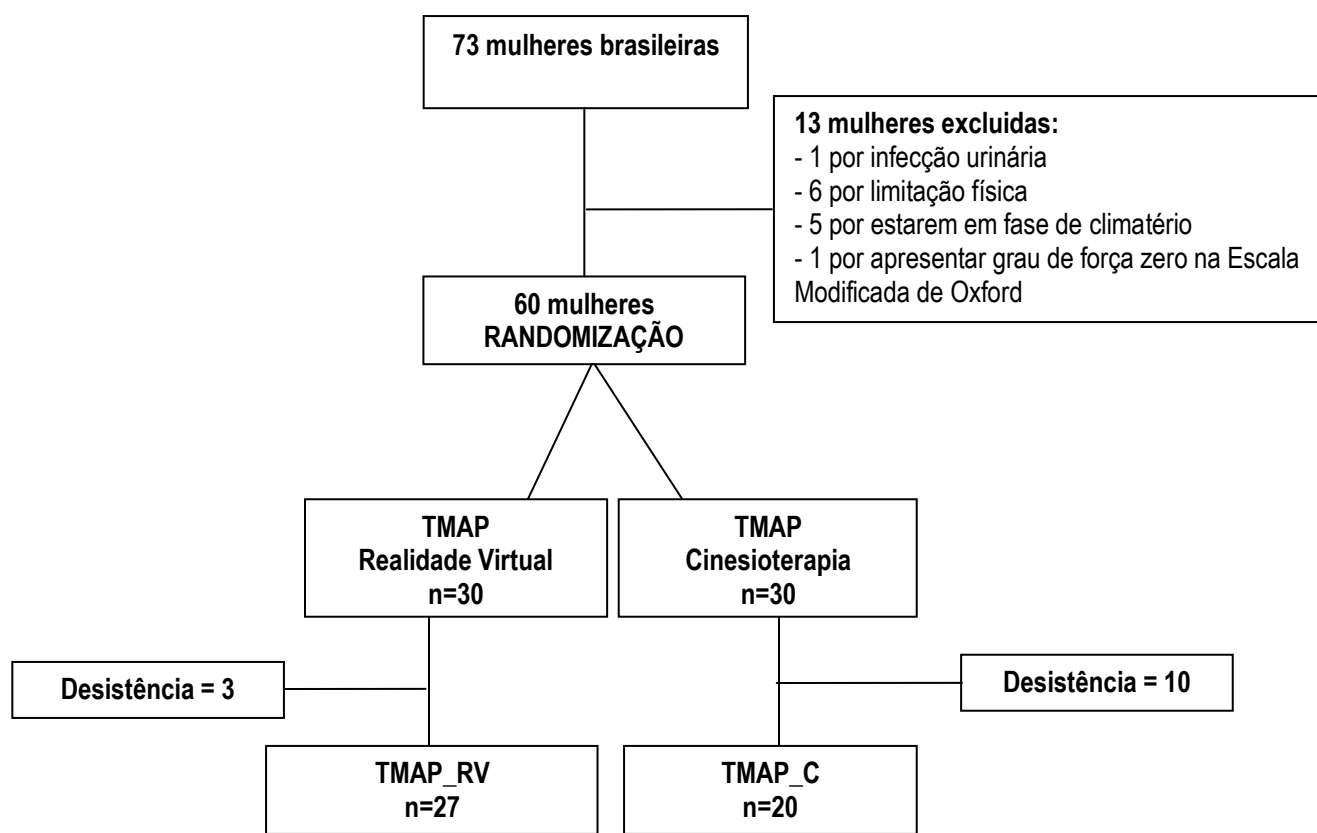 73 mulheres brasileiras
13 mulheres excluidas:
- 1 por infecção urinária
- 6 por limitação física
- 5 por estarem em fase de climatério
- 1 por apresentar grau de força zero na Escala
Modificada de Oxford
60 mulheres
RANDOMIZAÇÃO
TMAP
Realidade Virtual
n=30
TMAP
Cinesioterapia
n=30
Desistência = 3
Desistência = 10
TMAP_RV
n=27
TMAP_C
n=20